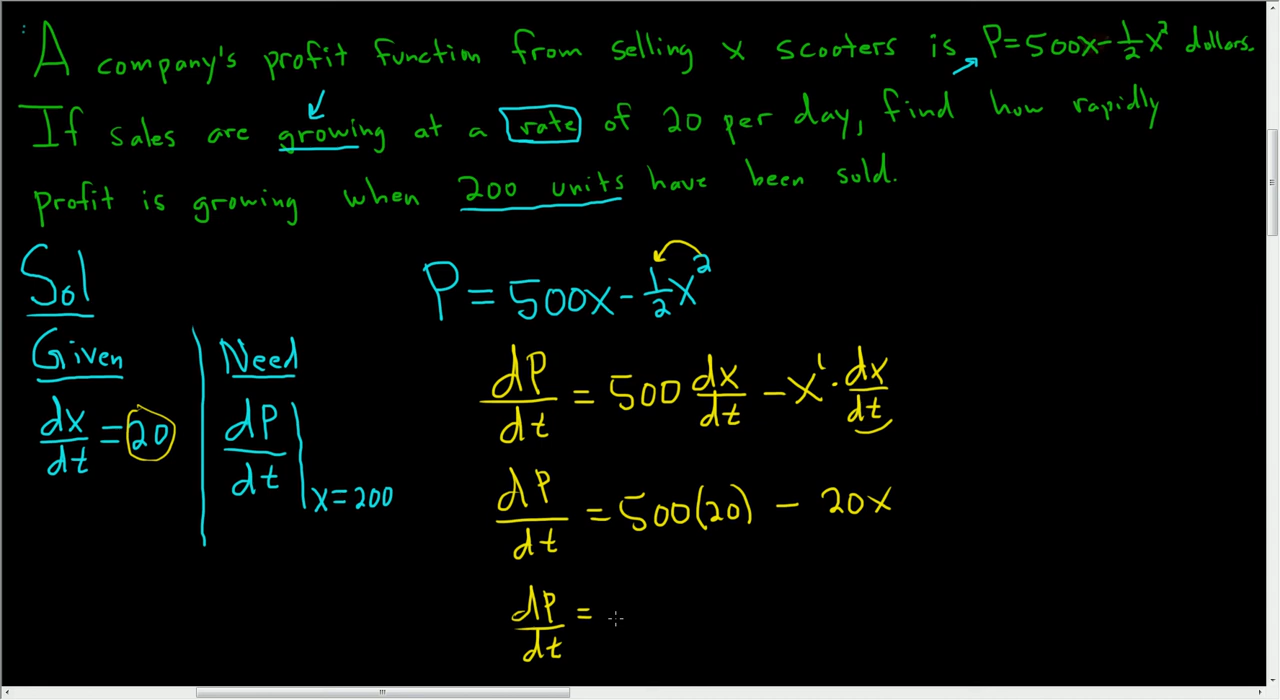 A company's profit function from selling x scooters is P=500x-½x² dollars.
If sales are growing at a rate of 20 per day, find how rapidly
profit is growing when 200 units have been sold.
Sol
Given
dx/dt = 20
Need
dP/dt | x=200
P = 500x - ½x²
dP/dt = 500 dx/dt - x¹ · dx/dt
dP/dt = 500(20) - 20x
dP/dt =